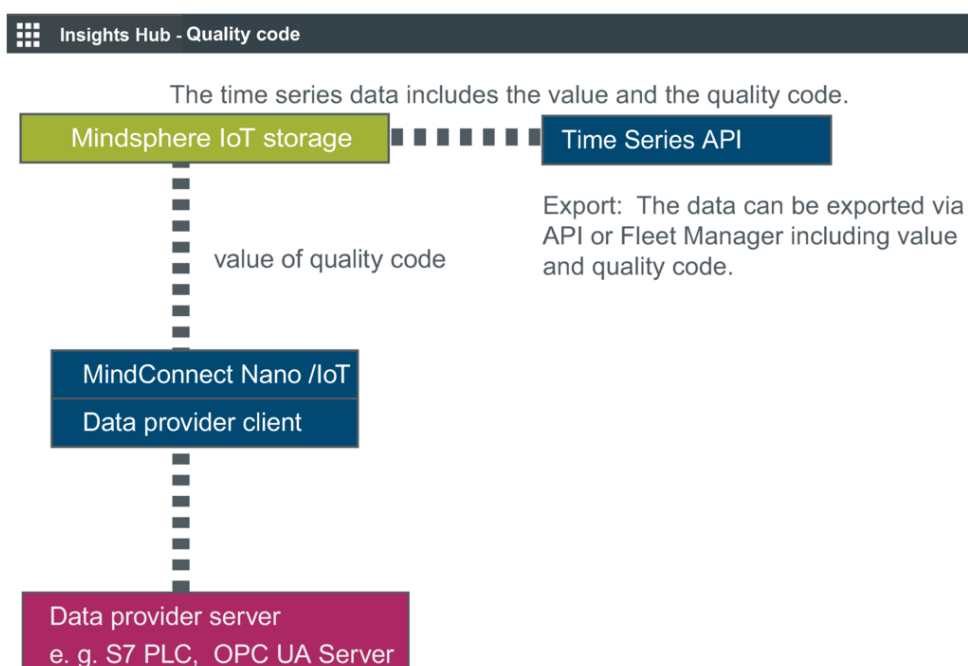 Insights Hub - Quality code
The time series data includes the value and the quality code.
Mindsphere IoT storage
Time Series API
Export:  The data can be exported via
API or Fleet Manager including value
and quality code.
value of quality code
MindConnect Nano /IoT
Data provider client
Data provider server
e. g. S7 PLC,  OPC UA Server